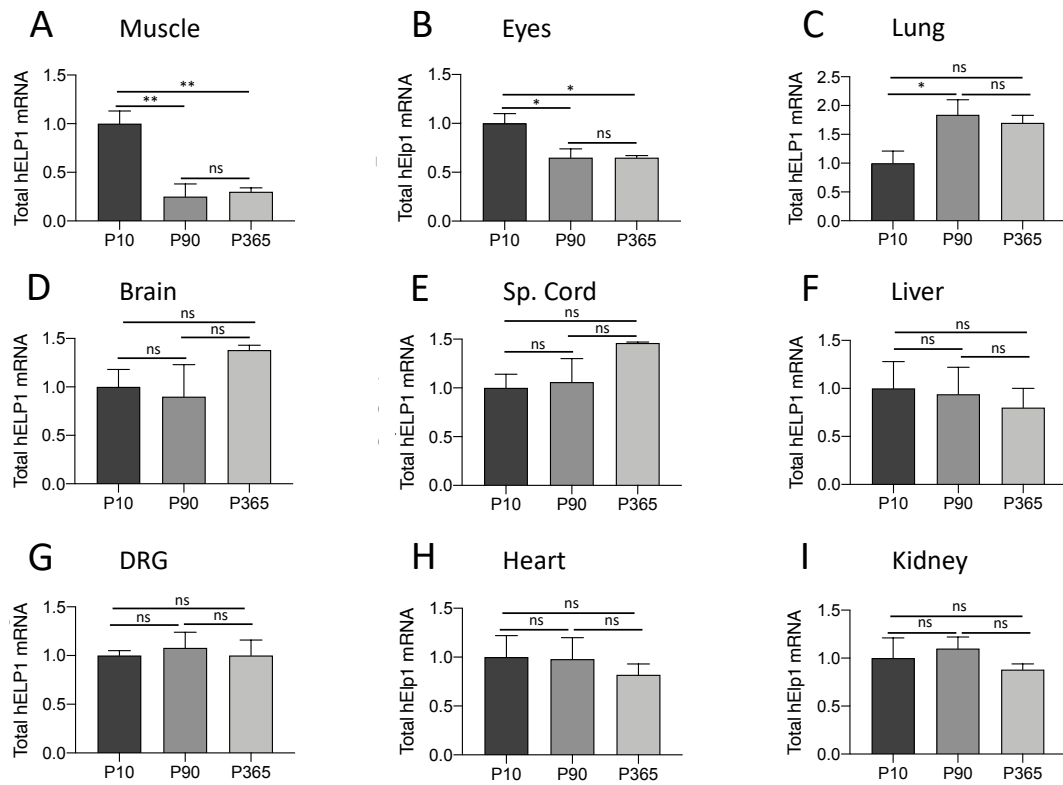 A Muscle
Total hELP1 mRNA
1.5
1.0
0.5
0.0
**
**
ns
P10 P90 P365
B Eyes
Total hElp1 mRNA
1.5
1.0
0.5
0.0
*
*
ns
P10 P90 P365
C Lung
Total hELP1 mRNA
2.5
2.0
1.5
1.0
0.5
0.0
ns
*
ns
P10 P90 P365
D Brain
Total hELP1 mRNA
1.5
1.0
0.5
0.0
ns
ns
ns
P10 P90 P365
E Sp. Cord
Total hELP1 mRNA
1.5
1.0
1.5
0.0
ns
ns
ns
P10 P90 P365
F Liver
Total hELP1 mRNA
1.5
1.0
0.5
0.0
ns
ns
ns
P10 P90 P365
G DRG
Total hELP1 mRNA
1.5
1.0
0.5
0.0
ns
ns
ns
P10 P90 P365
H Heart
Total hElp1 mRNA
1.5
1.0
0.5
0.0
ns
ns
ns
P10 P90 P365
I Kidney
Total hElp1 mRNA
1.5
1.0
0.5
0.0
ns
ns
ns
P10 P90 P365